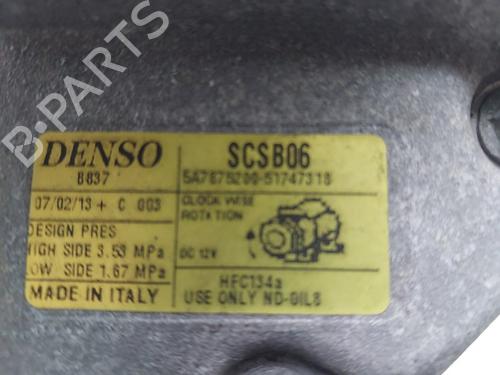 DENSO
8837
SCSB06
5A7875200-51747318
07/02/13 + C 003
CLOCK WISE
ROTATION
DESIGN PRES
HIGH SIDE 3.53 MPa
LOW SIDE 1.67 MPa
DC 12V
MADE IN ITALY
HFC134a
USE ONLY ND-OIL8
B-PARTS